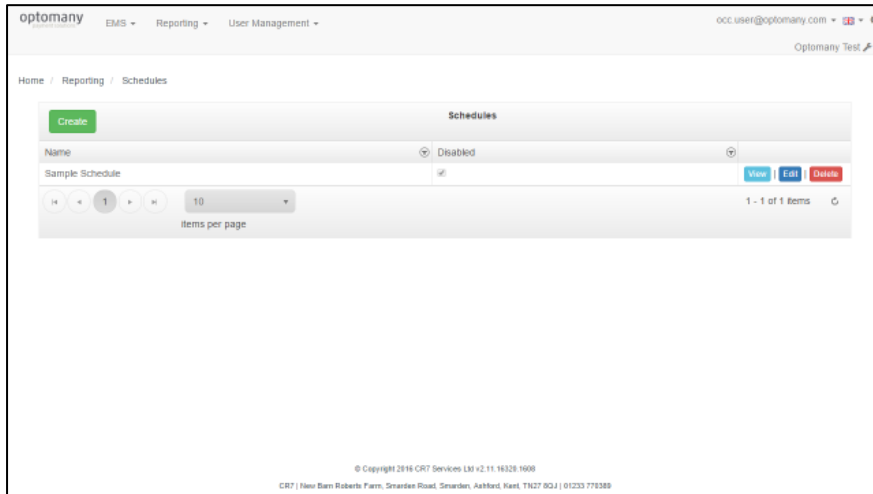 optomany
EMS Reporting User Management
occ.user@optomany.com
Optomany Test
Home / Reporting / Schedules
Create
Schedules
Name Disabled
Sample Schedule View | Edit | Delete
1 10 1 - 1 of 1 items
items per page
© Copyright 2016 CR7 Services Ltd v2.11.16320.1608
CR7 | New Barn Roberts Farm, Smarden Road, Smarden, Ashford, Kent, TN27 8QJ | 01233 770380